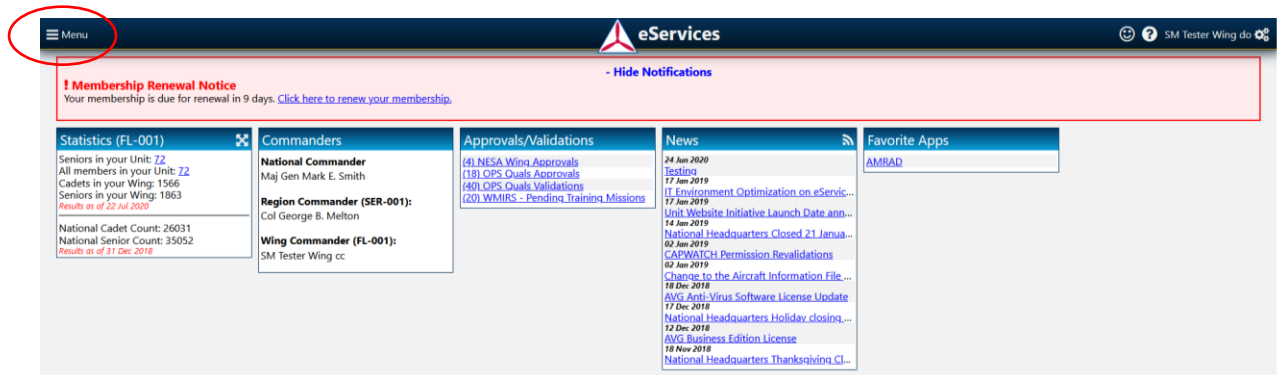 Menu
eServices
SM Tester Wing do
- Hide Notifications
! Membership Renewal Notice
Your membership is due for renewal in 9 days. Click here to renew your membership.
Statistics (FL-001)
Seniors in your Unit: 72
All members in your Unit: 72
Cadets in your Wing: 1566
Seniors in your Wing: 1863
Results as of 22 Jul 2020
National Cadet Count: 26031
National Senior Count: 35052
Results as of 31 Dec 2018
Commanders
National Commander
Maj Gen Mark E. Smith
Region Commander (SER-001):
Col George B. Melton
Wing Commander (FL-001):
SM Tester Wing cc
Approvals/Validations
(4) NESA Wing Approvals
(18) OPS Quals Approvals
(40) OPS Quals Validations
(20) WMIRS - Pending Training Missions
News
24 Jun 2020
Testing
17 Jan 2019
IT Environment Optimization on eServic...
17 Jan 2019
Unit Website Initiative Launch Date ann...
14 Jan 2019
National Headquarters Closed 21 Janua...
02 Jan 2019
CAPWATCH Permission Revalidations
02 Jan 2019
Change to the Aircraft Information File ...
18 Dec 2018
AVG Anti-Virus Software License Update
17 Dec 2018
National Headquarters Holiday closing ...
12 Dec 2018
AVG Business Edition License
18 Nov 2018
National Headquarters Thanksgiving Cl...
Favorite Apps
AMRAD